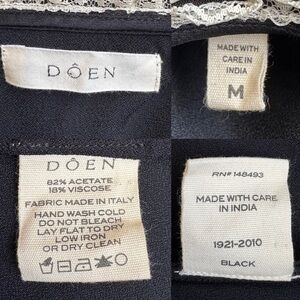 DÔEN
MADE WITH
CARE IN
INDIA
M
DÔEN
82% ACETATE
18% VISCOSE
FABRIC MADE IN ITALY
HAND WASH COLD
DO NOT BLEACH
LAY FLAT TO DRY
LOW IRON
OR DRY CLEAN
RN# 148493
MADE WITH CARE
IN INDIA
1921-2010
BLACK